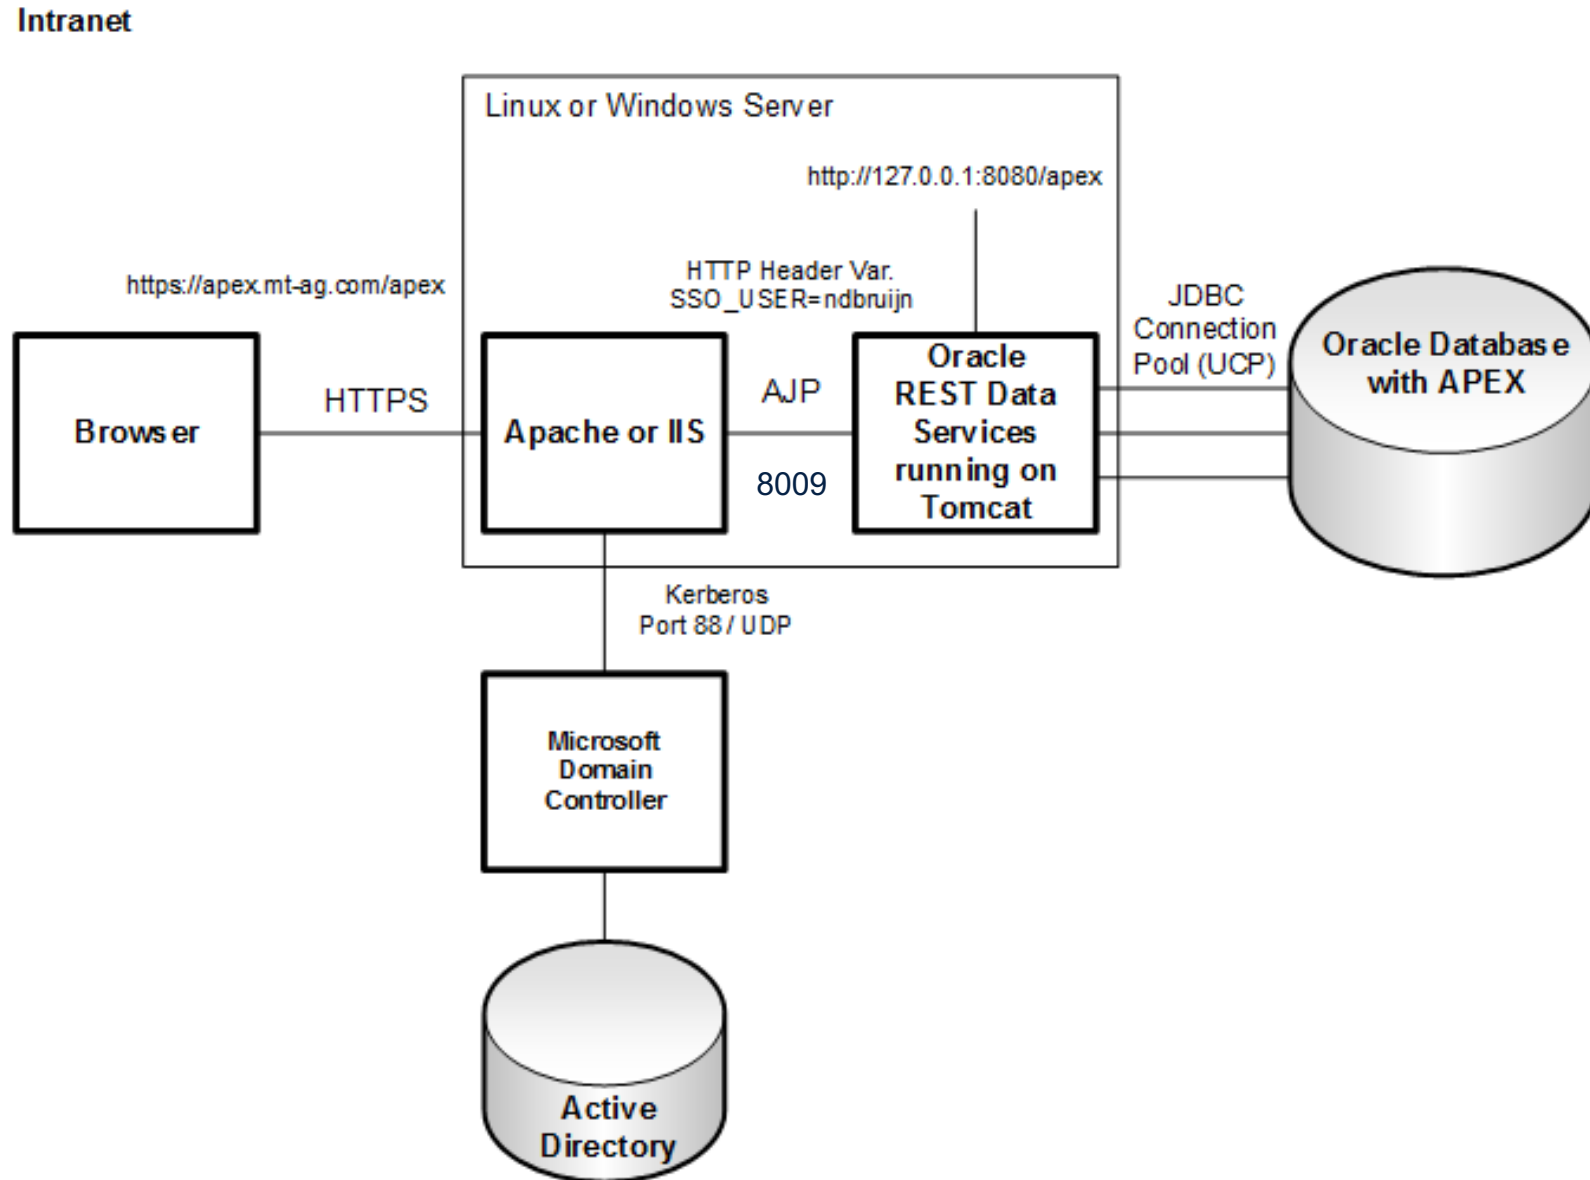 Intranet
Linux or Windows Server
http://127.0.0.1:8080/apex
https://apex.mt-ag.com/apex
HTTP Header Var.
SSO_USER=ndbruijn
JDBC
Connection
Pool (UCP)
Oracle Database
with APEX
Browser
HTTPS
Apache or IIS
AJP
8009
Oracle
REST Data
Services
running on
Tomcat
Kerberos
Port 88 / UDP
Microsoft
Domain
Controller
Active
Directory